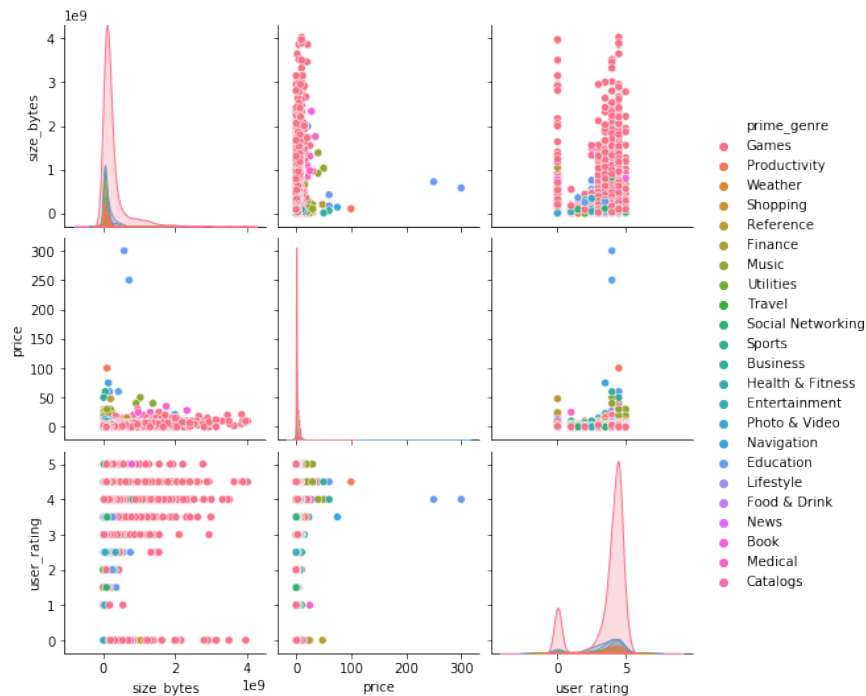 1e9
4
3
2
1
0
size_bytes
300
250
200
150
100
50
0
price
5
4
3
2
1
0
user_rating
0 2 4
1e9
size_bytes
0 100 200 300
price
0 5
user_rating
prime_genre
Games
Productivity
Weather
Shopping
Reference
Finance
Music
Utilities
Travel
Social Networking
Sports
Business
Health & Fitness
Entertainment
Photo & Video
Navigation
Education
Lifestyle
Food & Drink
News
Book
Medical
Catalogs